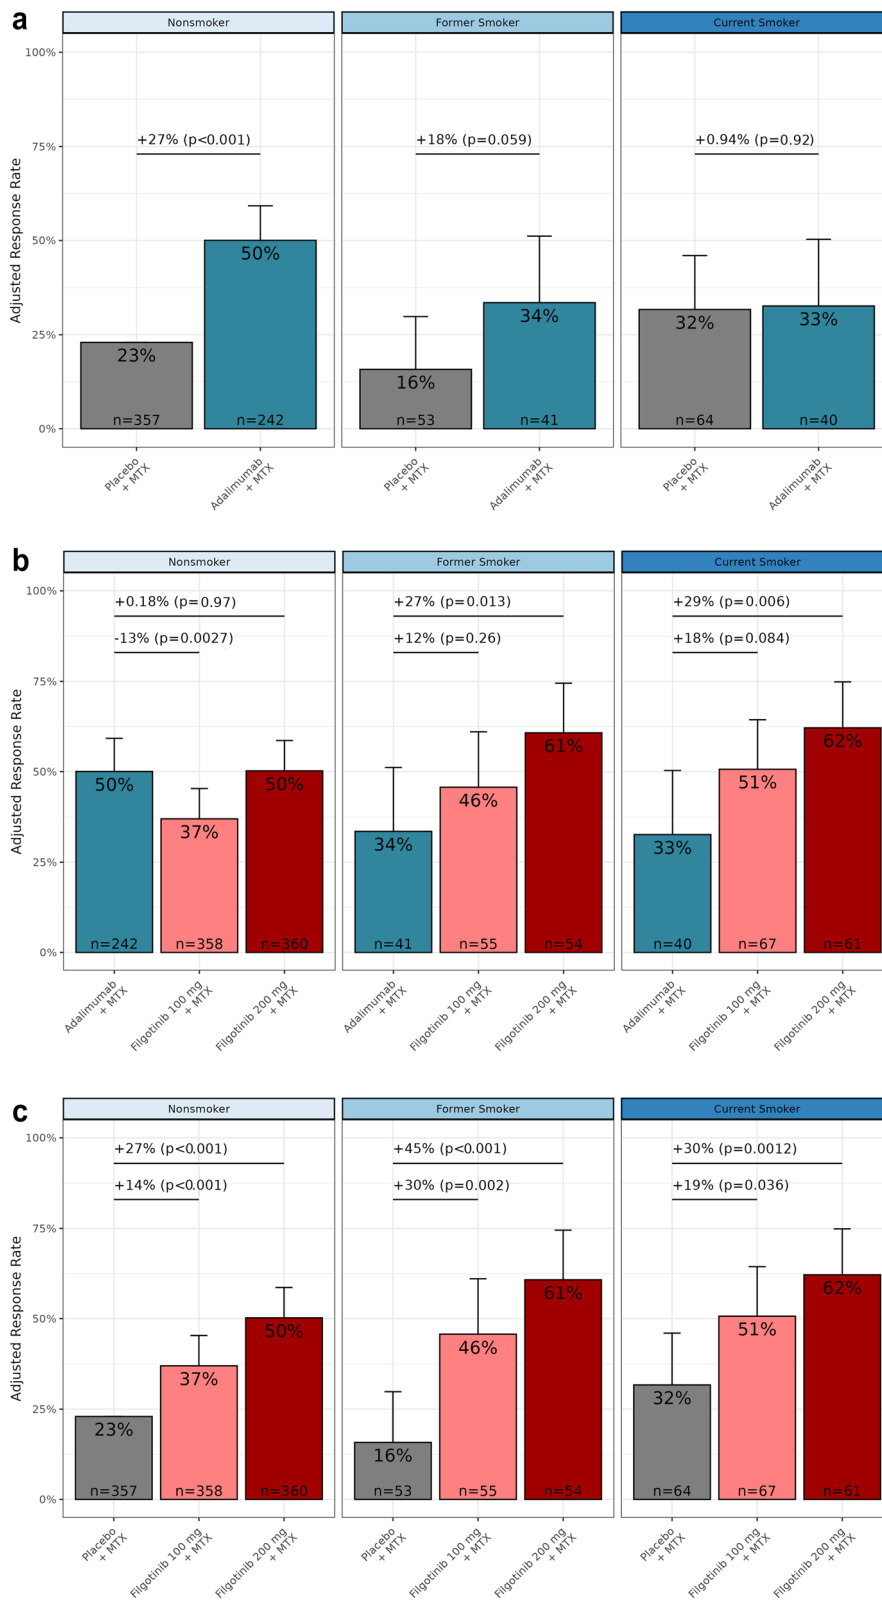 a
Nonsmoker
Former Smoker
Current Smoker
Adjusted Response Rate
100%
75%
50%
25%
0%
+27% (p<0.001)
23%
50%
n=357
n=242
+18% (p=0.059)
16%
34%
n=53
n=41
+0.94% (p=0.92)
32%
33%
n=64
n=40
Placebo
+ MTX
Adalimumab
+ MTX
Placebo
+ MTX
Adalimumab
+ MTX
Placebo
+ MTX
Adalimumab
+ MTX
b
Nonsmoker
Former Smoker
Current Smoker
Adjusted Response Rate
100%
75%
50%
25%
0%
+0.18% (p=0.97)
-13% (p=0.0027)
50%
37%
50%
n=242
n=358
n=360
+27% (p=0.013)
+12% (p=0.26)
34%
46%
61%
n=41
n=55
n=54
+29% (p=0.006)
+18% (p=0.084)
33%
51%
62%
n=40
n=67
n=61
Adalimumab
+ MTX
Filgotinib 100 mg
+ MTX
Filgotinib 200 mg
+ MTX
Adalimumab
+ MTX
Filgotinib 100 mg
+ MTX
Filgotinib 200 mg
+ MTX
Adalimumab
+ MTX
Filgotinib 100 mg
+ MTX
Filgotinib 200 mg
+ MTX
c
Nonsmoker
Former Smoker
Current Smoker
Adjusted Response Rate
100%
75%
50%
25%
0%
+27% (p<0.001)
+14% (p<0.001)
23%
37%
50%
n=357
n=358
n=360
+45% (p<0.001)
+30% (p=0.002)
16%
46%
61%
n=53
n=55
n=54
+30% (p=0.0012)
+19% (p=0.036)
32%
51%
62%
n=64
n=67
n=61
Placebo
+ MTX
Filgotinib 100 mg
+ MTX
Filgotinib 200 mg
+ MTX
Placebo
+ MTX
Filgotinib 100 mg
+ MTX
Filgotinib 200 mg
+ MTX
Placebo
+ MTX
Filgotinib 100 mg
+ MTX
Filgotinib 200 mg
+ MTX